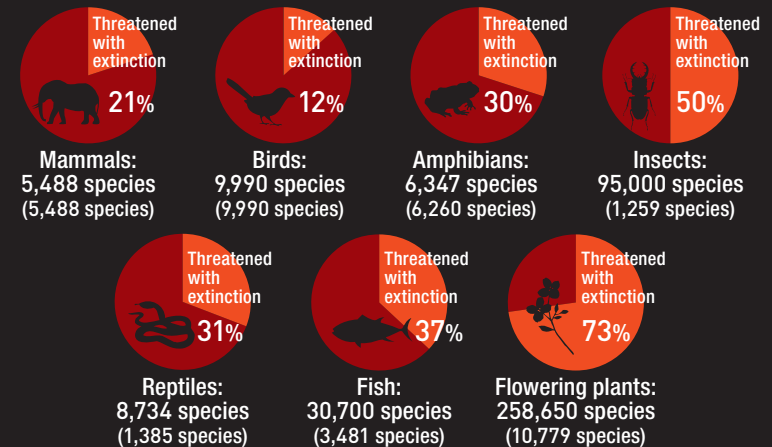 Threatened
with
extinction
21%
Mammals:
5,488 species
(5,488 species)
Threatened
with
extinction
12%
Birds:
9,990 species
(9,990 species)
Threatened
with
extinction
30%
Amphibians:
6,347 species
(6,260 species)
Threatened
with
extinction
50%
Insects:
95,000 species
(1,259 species)
Threatened
with
extinction
31%
Reptiles:
8,734 species
(1,385 species)
Threatened
with
extinction
37%
Fish:
30,700 species
(3,481 species)
Threatened
with
extinction
73%
Flowering plants:
258,650 species
(10,779 species)